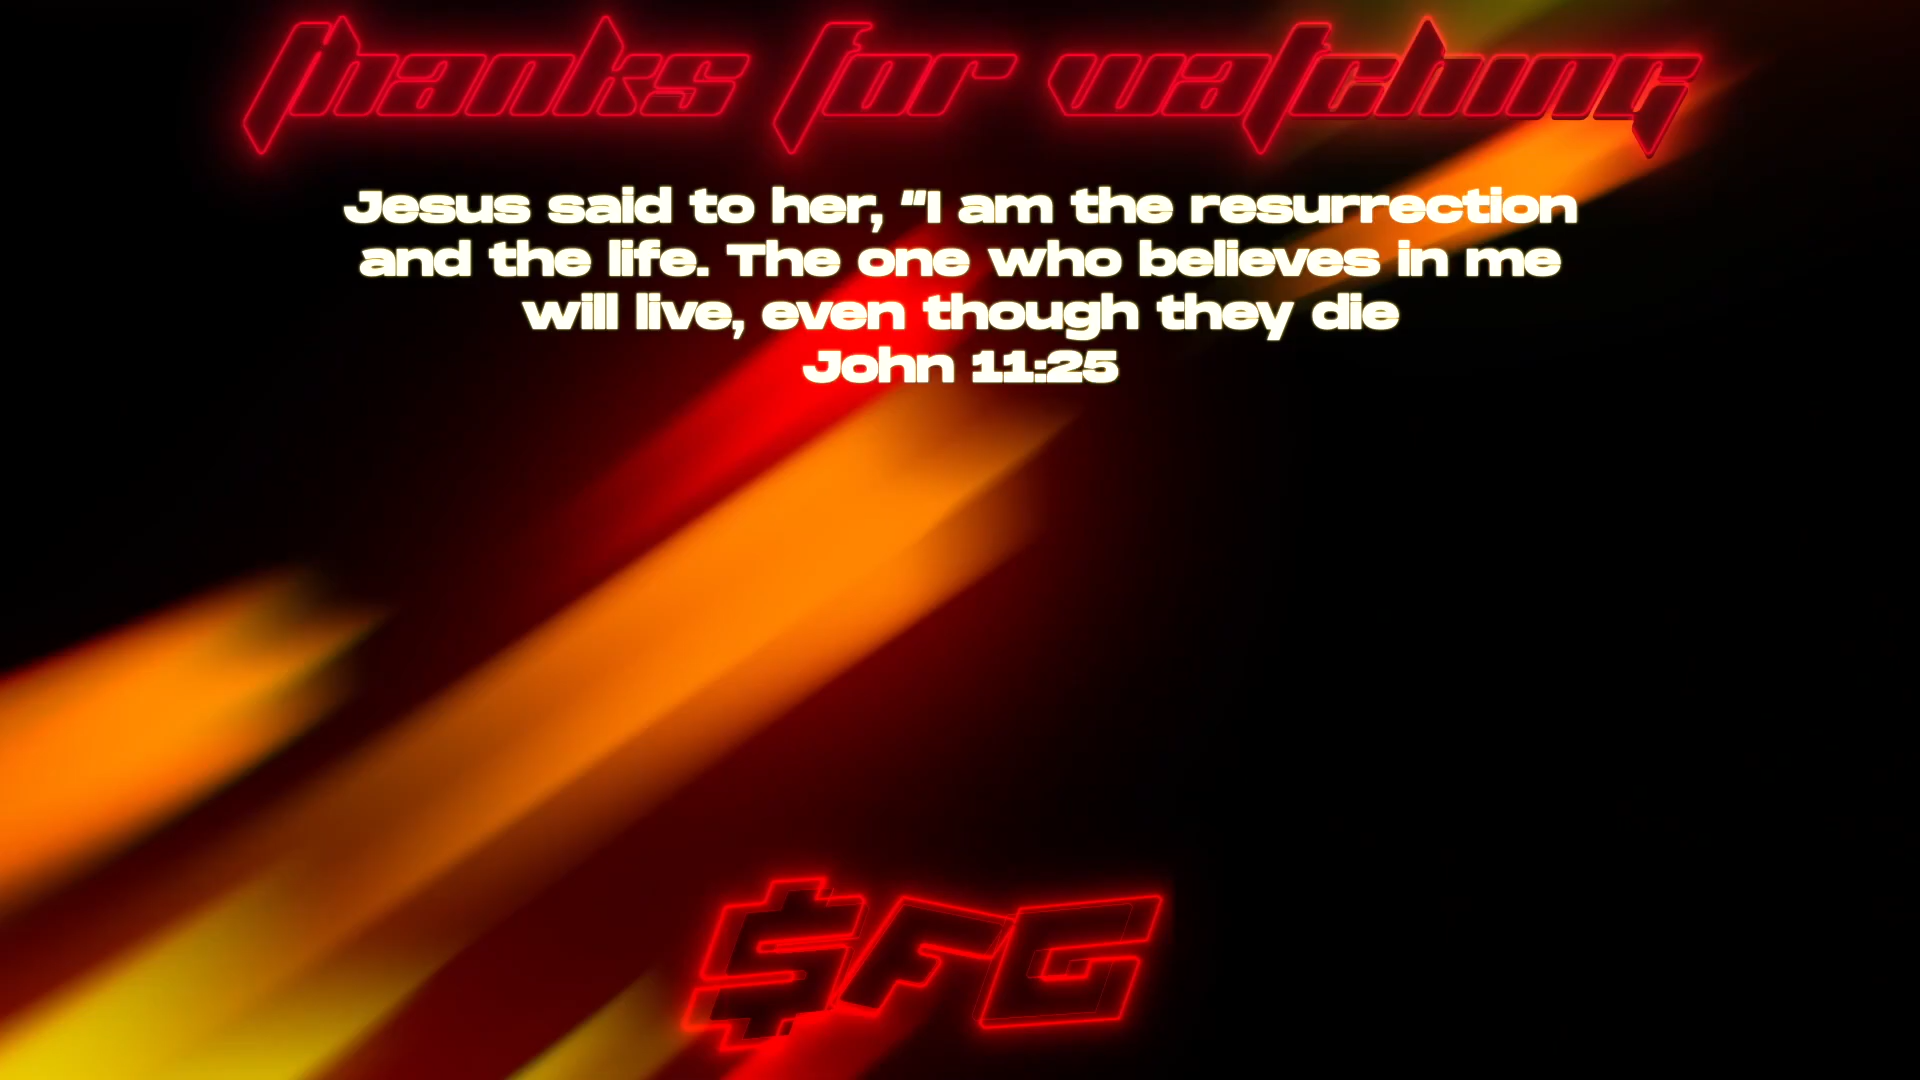 thanks for watching
Jesus said to her, “I am the resurrection
and the life. The one who believes in me
will live, even though they die
John 11:25
$FG